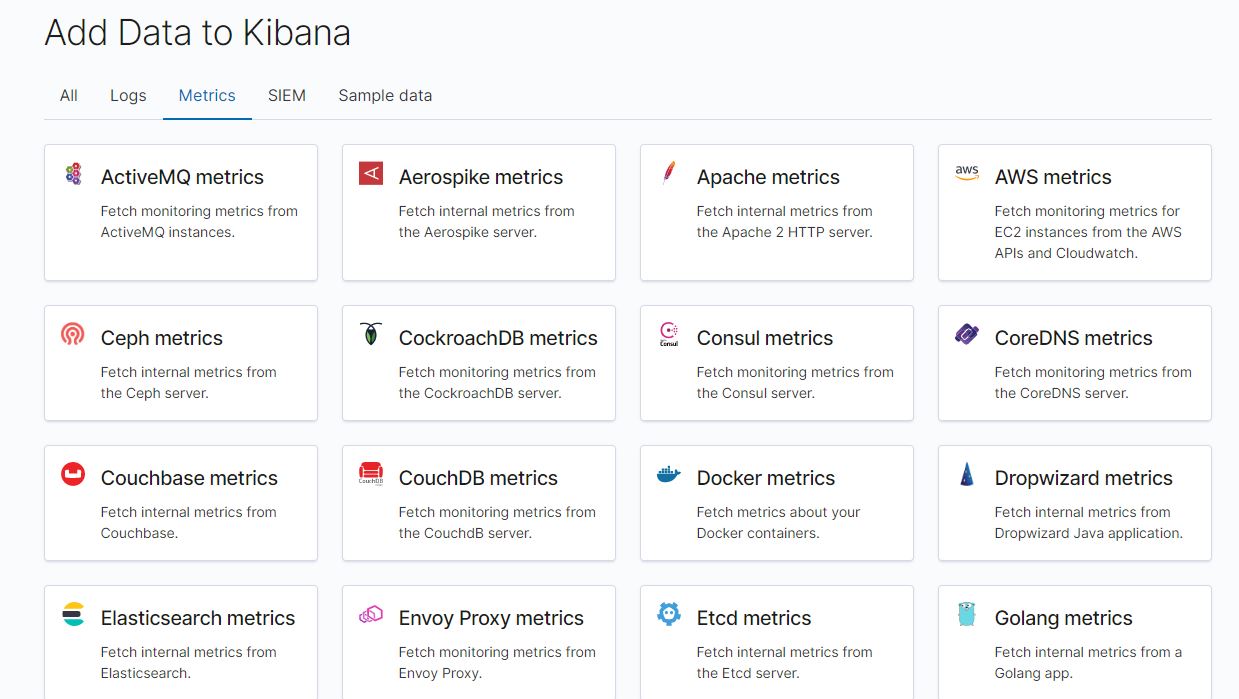 Add Data to Kibana
All Logs Metrics SIEM Sample data
ActiveMQ metrics
Fetch monitoring metrics from
ActiveMQ instances.
Aerospike metrics
Fetch internal metrics from
the Aerospike server.
Apache metrics
Fetch internal metrics from
the Apache 2 HTTP server.
aws
AWS metrics
Fetch monitoring metrics for
EC2 instances from the AWS
APIs and Cloudwatch.
Ceph metrics
Fetch internal metrics from
the Ceph server.
CockroachDB metrics
Fetch monitoring metrics from
the CockroachDB server.
Consul
Consul metrics
Fetch monitoring metrics from
the Consul server.
CoreDNS metrics
Fetch monitoring metrics from
the CoreDNS server.
Couchbase metrics
Fetch internal metrics from
Couchbase.
CouchDB
CouchDB metrics
Fetch monitoring metrics from
the CouchdB server.
Docker metrics
Fetch metrics about your
Docker containers.
Dropwizard metrics
Fetch internal metrics from
Dropwizard Java application.
Elasticsearch metrics
Fetch internal metrics from
Elasticsearch.
Envoy Proxy metrics
Fetch monitoring metrics from
Envoy Proxy.
Etcd metrics
Fetch internal metrics from
the Etcd server.
Golang metrics
Fetch internal metrics from a
Golang app.